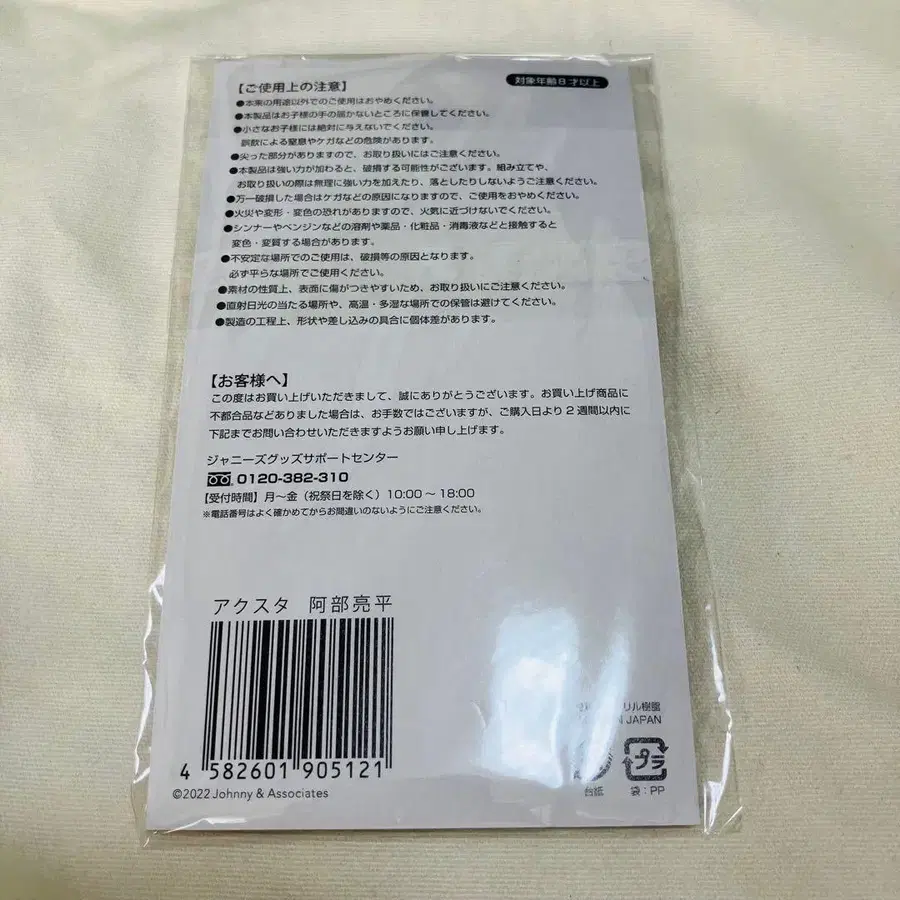 【ご使用上の注意】
対象年齢8才以上
●本来の用途以外でのご使用はおやめください。
●本製品はお子様の手の届かないところに保管してください。
●小さなお子様には絶対に与えないでください。
誤飲による窒息やケガなどの危険があります。
●尖った部分がありますので、お取り扱いにはご注意ください。
●本製品は強い力が加わると、破損する可能性がございます。組み立てや、
お取り扱いの際は無理に強い力を加えたり、落としたりしないようご注意ください。
●万一破損した場合はケガなどの原因になりますので、ご使用をおやめください。
●火災や変形・変色の恐れがありますので、火気に近づけないでください。
●シンナーやベンジンなどの溶剤や薬品・化粧品・消毒液などと接触すると
変色・変質する場合があります。
●不安定な場所でのご使用は、破損等の原因となります。
必ず平らな場所でご使用ください。
●素材の性質上、表面に傷がつきやすいため、お取り扱いにご注意ください。
●直射日光の当たる場所や、高温・多湿な場所での保管は避けてください。
●製造の工程上、形状や差し込みの具合に個体差があります。
【お客様へ】
この度はお買い上げいただきまして、誠にありがとうございます。お買い上げ商品に
不都合品などありました場合は、お手数ではございますが、ご購入日より2週間以内に
下記までお問い合わせいただきますようお願い申し上げます。
ジャニーズグッズサポートセンター
0120-382-310
【受付時間】月〜金（祝祭日を除く）10:00〜18:00
※電話番号はよく確かめてからお間違いのないようにご注意ください。
アクスタ 阿部亮平
4 582601 905121
©2022 Johnny & Associates
リル樹脂
JAPAN
プラ
台紙 袋：PP